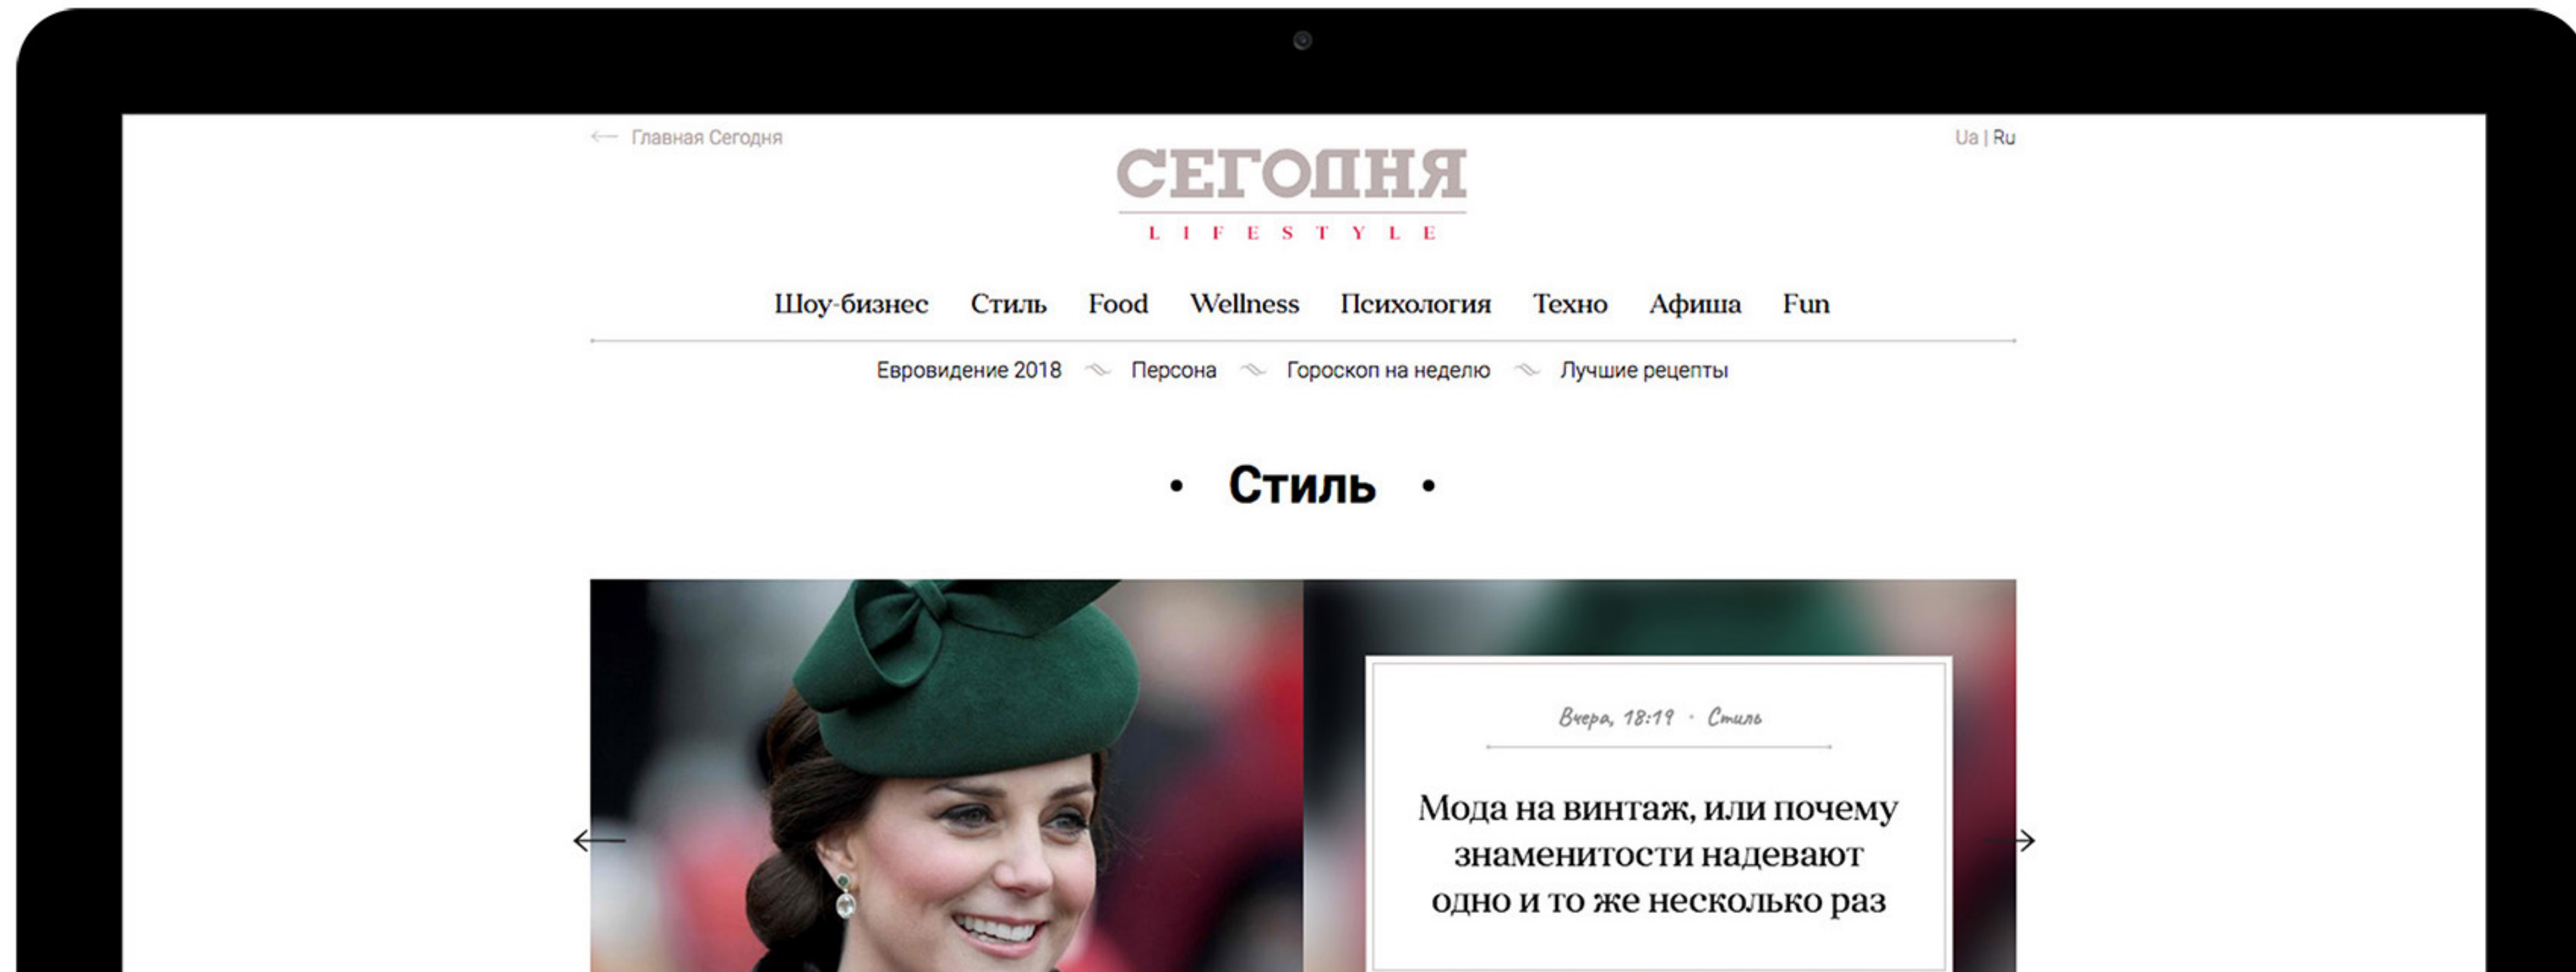 ← Главная Сегодня
Ua | Ru
СЕГОДНЯ
LIFESTYLE
Шоу-бизнес Стиль Food Wellness Психология Техно Афиша Fun
Евровидение 2018 Персона Гороскоп на неделю Лучшие рецепты
• Стиль •
Вчера, 18:19 · Стиль
Мода на винтаж, или почему
знаменитости надевают
одно и то же несколько раз